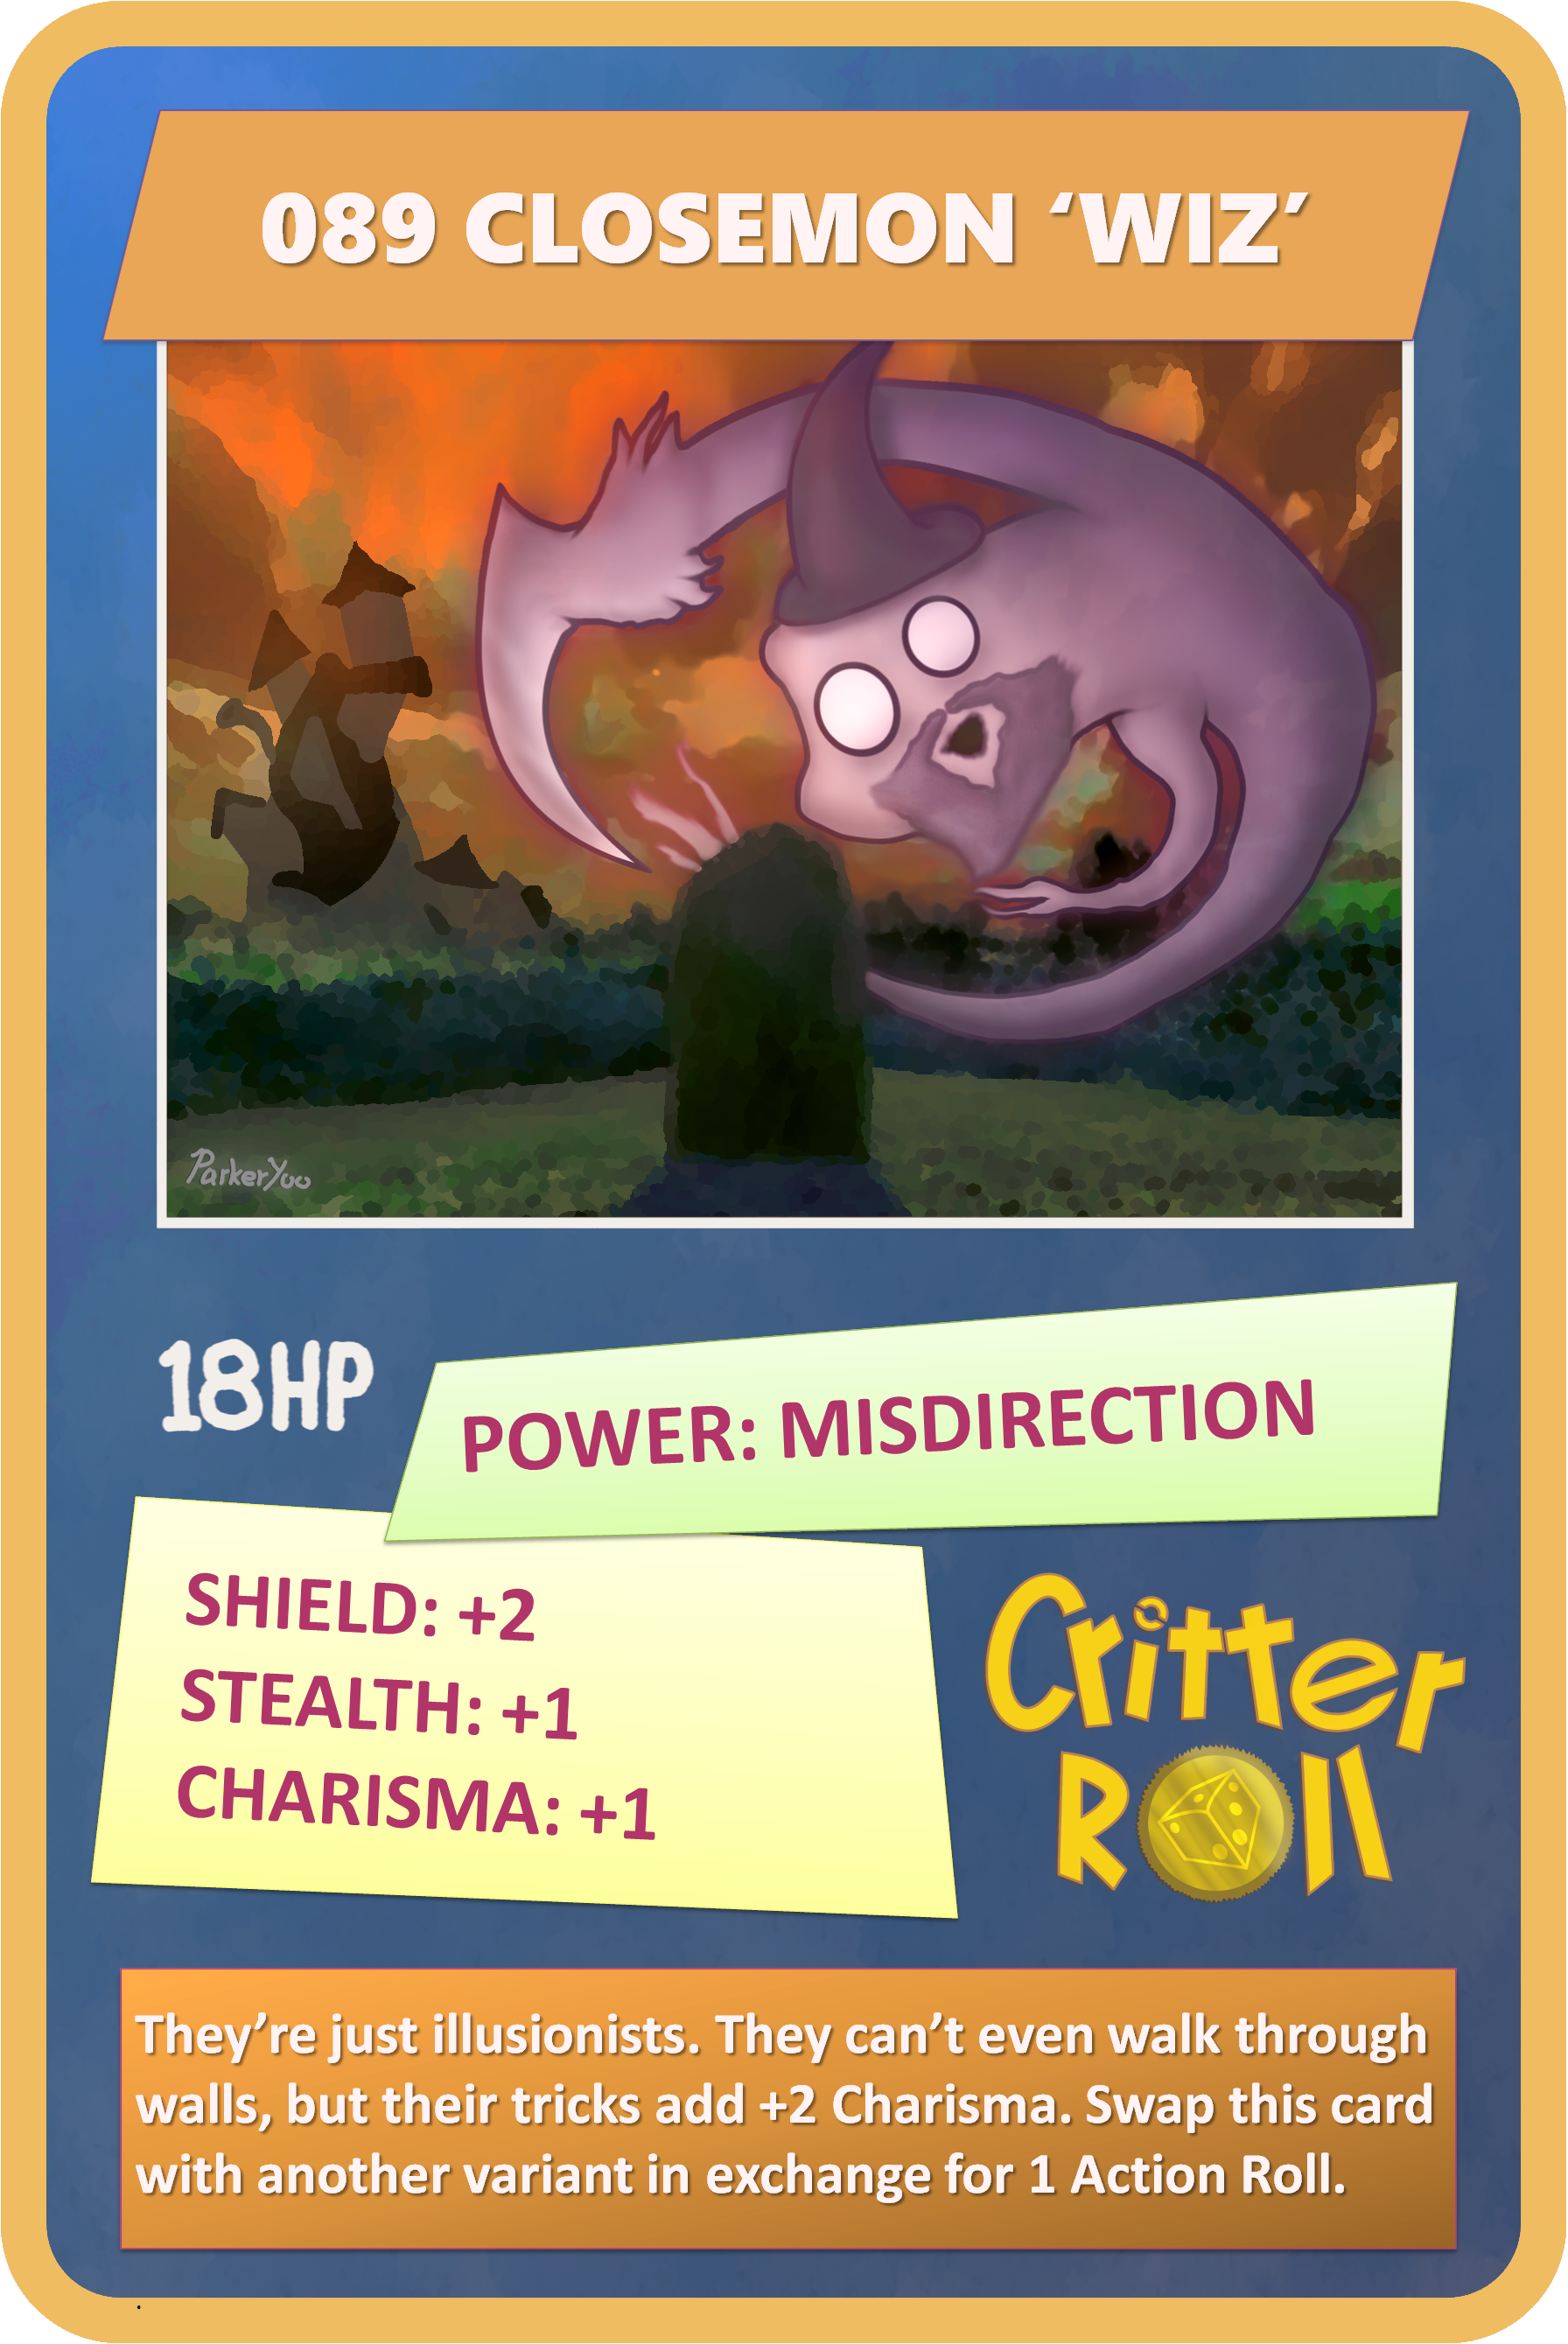 089 CLOSEMON ‘WIZ’
ParkerYoo
18HP
POWER: MISDIRECTION
SHIELD: +2
STEALTH: +1
CHARISMA: +1
Critter
Roll
They’re just illusionists. They can’t even walk through
walls, but their tricks add +2 Charisma. Swap this card
with another variant in exchange for 1 Action Roll.